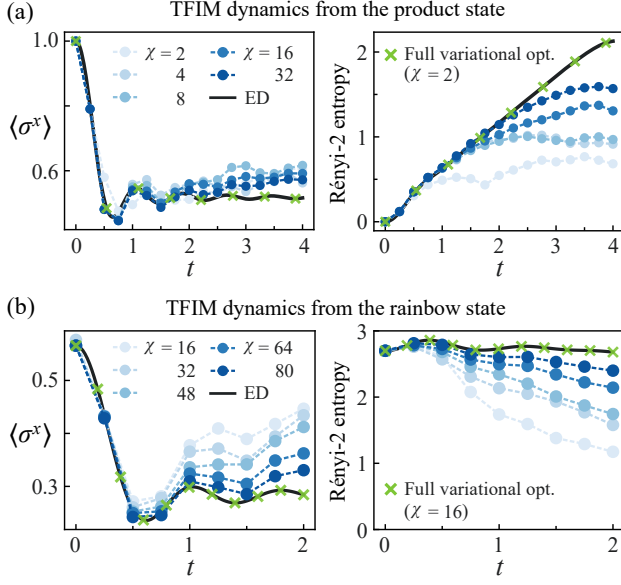 (a)
TFIM dynamics from the product state
1.0
0.6
⟨σˣ⟩
χ = 2
4
8
χ = 16
32
ED
0 1 2 3 4
t
Rényi-2 entropy
2
1
0
× Full variational opt.
(χ = 2)
0 1 2 3 4
t
(b)
TFIM dynamics from the rainbow state
0.5
0.3
⟨σˣ⟩
χ = 16
32
48
χ = 64
80
ED
0 1 2
t
Rényi-2 entropy
3
2
1
0
× Full variational opt.
(χ = 16)
0 1 2
t